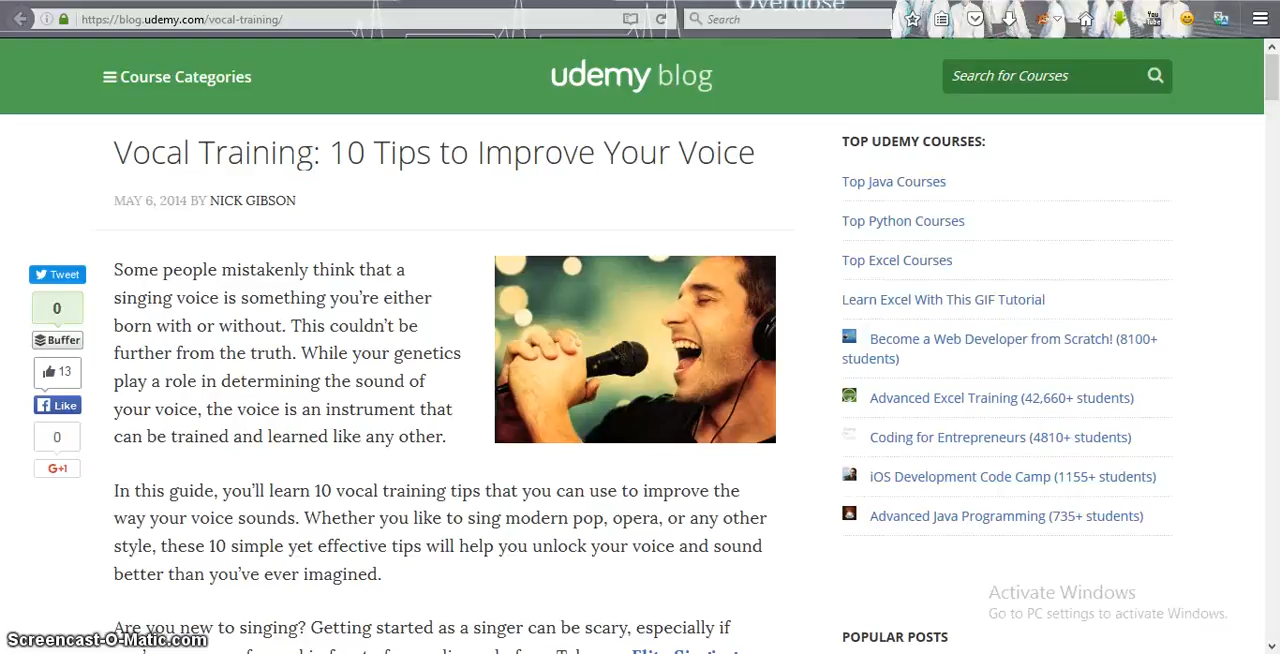 https://blog.udemy.com/vocal-training/
Search
You
Course Categories
udemy blog
Search for Courses
Vocal Training: 10 Tips to Improve Your Voice
MAY 6, 2014 BY NICK GIBSON
Tweet
0
Buffer
13
Like
0
G+1
Some people mistakenly think that a
singing voice is something you’re either
born with or without. This couldn’t be
further from the truth. While your genetics
play a role in determining the sound of
your voice, the voice is an instrument that
can be trained and learned like any other.
In this guide, you’ll learn 10 vocal training tips that you can use to improve the
way your voice sounds. Whether you like to sing modern pop, opera, or any other
style, these 10 simple yet effective tips will help you unlock your voice and sound
better than you’ve ever imagined.
Are you new to singing? Getting started as a singer can be scary, especially if
TOP UDEMY COURSES:
Top Java Courses
Top Python Courses
Top Excel Courses
Learn Excel With This GIF Tutorial
Become a Web Developer from Scratch! (8100+
students)
Advanced Excel Training (42,660+ students)
Coding for Entrepreneurs (4810+ students)
iOS Development Code Camp (1155+ students)
Advanced Java Programming (735+ students)
Activate Windows
Go to PC settings to activate Windows.
POPULAR POSTS
Screencast-O-Matic.com